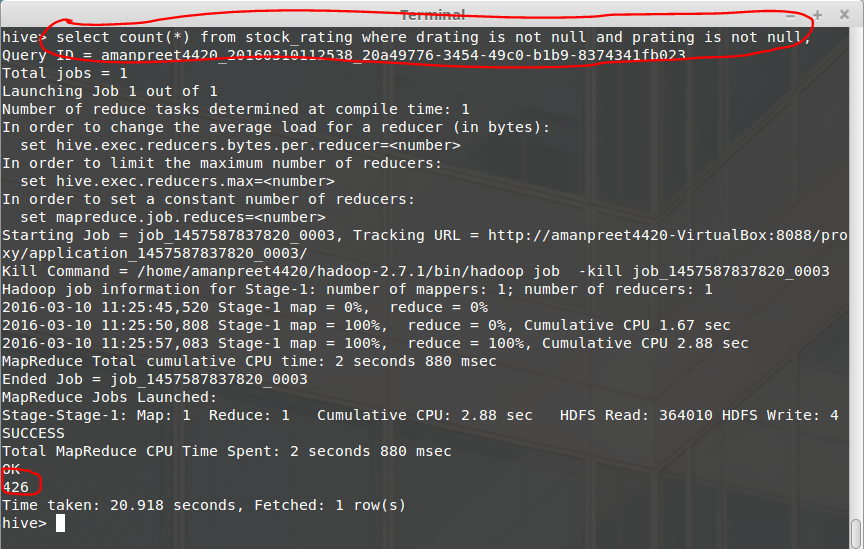 Terminal
hive> select count(*) from stock_rating where drating is not null and prating is not null;
Query ID = amanpreet4420_20160310112538_20a49776-3454-49c0-b1b9-8374341fb023
Total jobs = 1
Launching Job 1 out of 1
Number of reduce tasks determined at compile time: 1
In order to change the average load for a reducer (in bytes):
  set hive.exec.reducers.bytes.per.reducer=<number>
In order to limit the maximum number of reducers:
  set hive.exec.reducers.max=<number>
In order to set a constant number of reducers:
  set mapreduce.job.reduces=<number>
Starting Job = job_1457587837820_0003, Tracking URL = http://amanpreet4420-VirtualBox:8088/pro
xy/application_1457587837820_0003/
Kill Command = /home/amanpreet4420/hadoop-2.7.1/bin/hadoop job  -kill job_1457587837820_0003
Hadoop job information for Stage-1: number of mappers: 1; number of reducers: 1
2016-03-10 11:25:45,520 Stage-1 map = 0%,  reduce = 0%
2016-03-10 11:25:50,808 Stage-1 map = 100%,  reduce = 0%, Cumulative CPU 1.67 sec
2016-03-10 11:25:57,083 Stage-1 map = 100%,  reduce = 100%, Cumulative CPU 2.88 sec
MapReduce Total cumulative CPU time: 2 seconds 880 msec
Ended Job = job_1457587837820_0003
MapReduce Jobs Launched:
Stage-Stage-1: Map: 1  Reduce: 1   Cumulative CPU: 2.88 sec   HDFS Read: 364010 HDFS Write: 4
SUCCESS
Total MapReduce CPU Time Spent: 2 seconds 880 msec
OK
426
Time taken: 20.918 seconds, Fetched: 1 row(s)
hive>